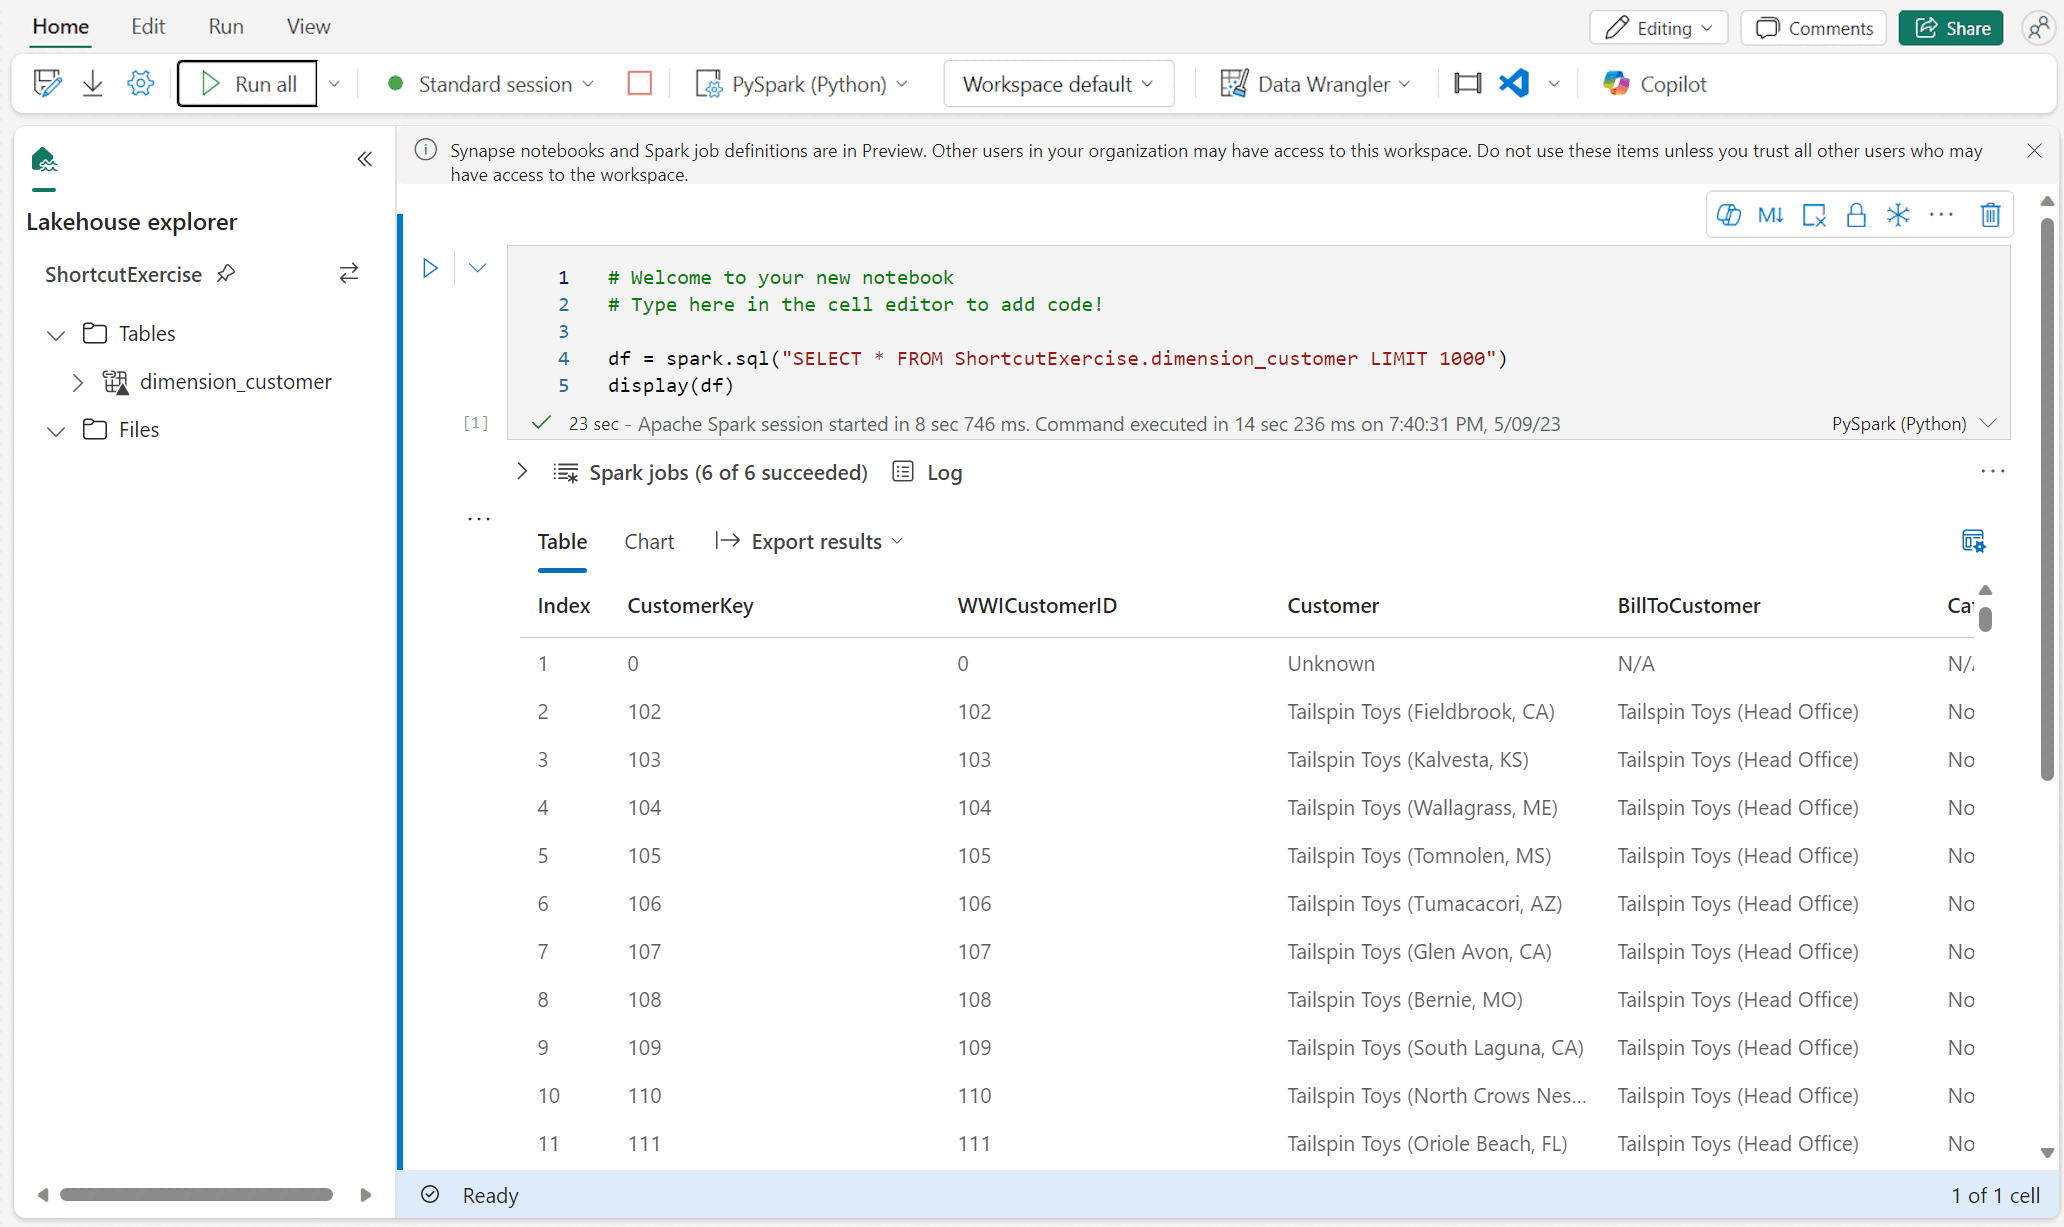 Home Edit Run View Editing Comments Share
Run all Standard session PySpark (Python) Workspace default Data Wrangler Copilot
Lakehouse explorer
ShortcutExercise
Tables
dimension_customer
Files
Synapse notebooks and Spark job definitions are in Preview. Other users in your organization may have access to this workspace. Do not use these items unless you trust all other users who may
have access to the workspace.
M↓
1 # Welcome to your new notebook
2 # Type here in the cell editor to add code!
3
4 df = spark.sql("SELECT * FROM ShortcutExercise.dimension_customer LIMIT 1000")
5 display(df)
[1] 23 sec - Apache Spark session started in 8 sec 746 ms. Command executed in 14 sec 236 ms on 7:40:31 PM, 5/09/23 PySpark (Python)
Spark jobs (6 of 6 succeeded) Log
Table Chart Export results
Index CustomerKey WWICustomerID Customer BillToCustomer
1 0 0 Unknown N/A N/
2 102 102 Tailspin Toys (Fieldbrook, CA) Tailspin Toys (Head Office) No
3 103 103 Tailspin Toys (Kalvesta, KS) Tailspin Toys (Head Office) No
4 104 104 Tailspin Toys (Wallagrass, ME) Tailspin Toys (Head Office) No
5 105 105 Tailspin Toys (Tomnolen, MS) Tailspin Toys (Head Office) No
6 106 106 Tailspin Toys (Tumacacori, AZ) Tailspin Toys (Head Office) No
7 107 107 Tailspin Toys (Glen Avon, CA) Tailspin Toys (Head Office) No
8 108 108 Tailspin Toys (Bernie, MO) Tailspin Toys (Head Office) No
9 109 109 Tailspin Toys (South Laguna, CA) Tailspin Toys (Head Office) No
10 110 110 Tailspin Toys (North Crows Nes... Tailspin Toys (Head Office) No
11 111 111 Tailspin Toys (Oriole Beach, FL) Tailspin Toys (Head Office) No
Ready 1 of 1 cell